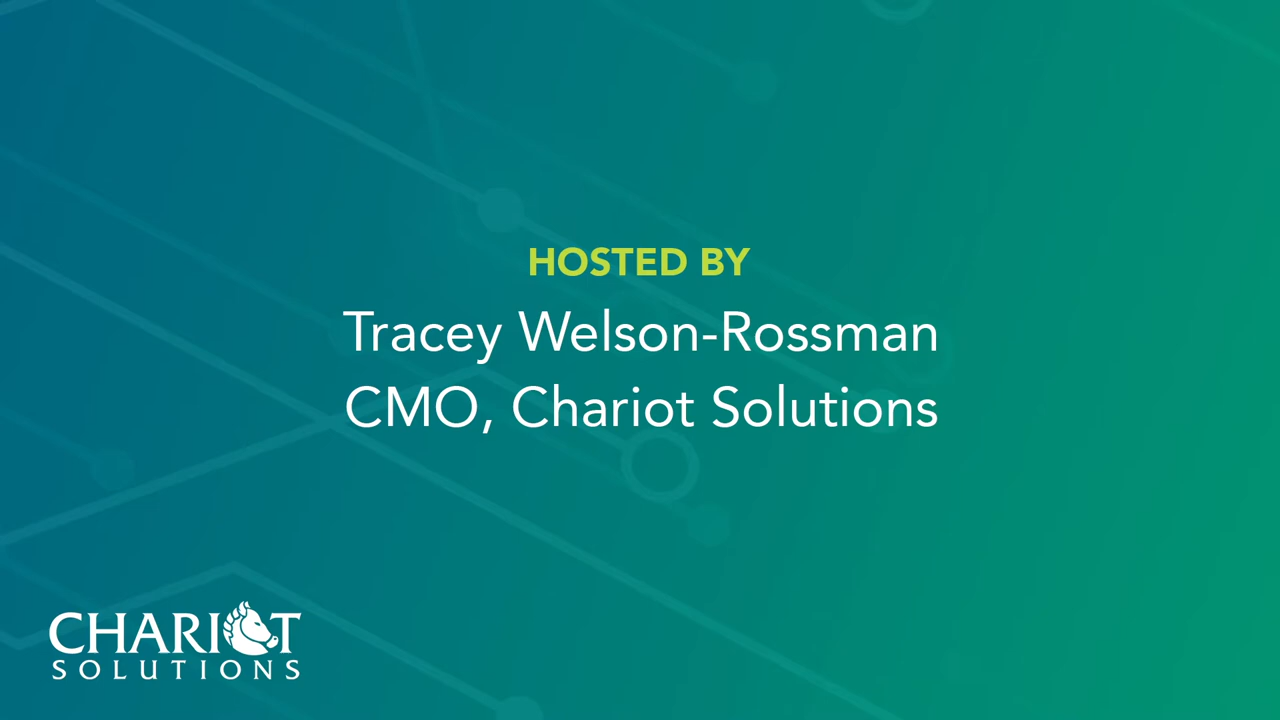 HOSTED BY
Tracey Welson-Rossman
CMO, Chariot Solutions
CHARIOT
SOLUTIONS